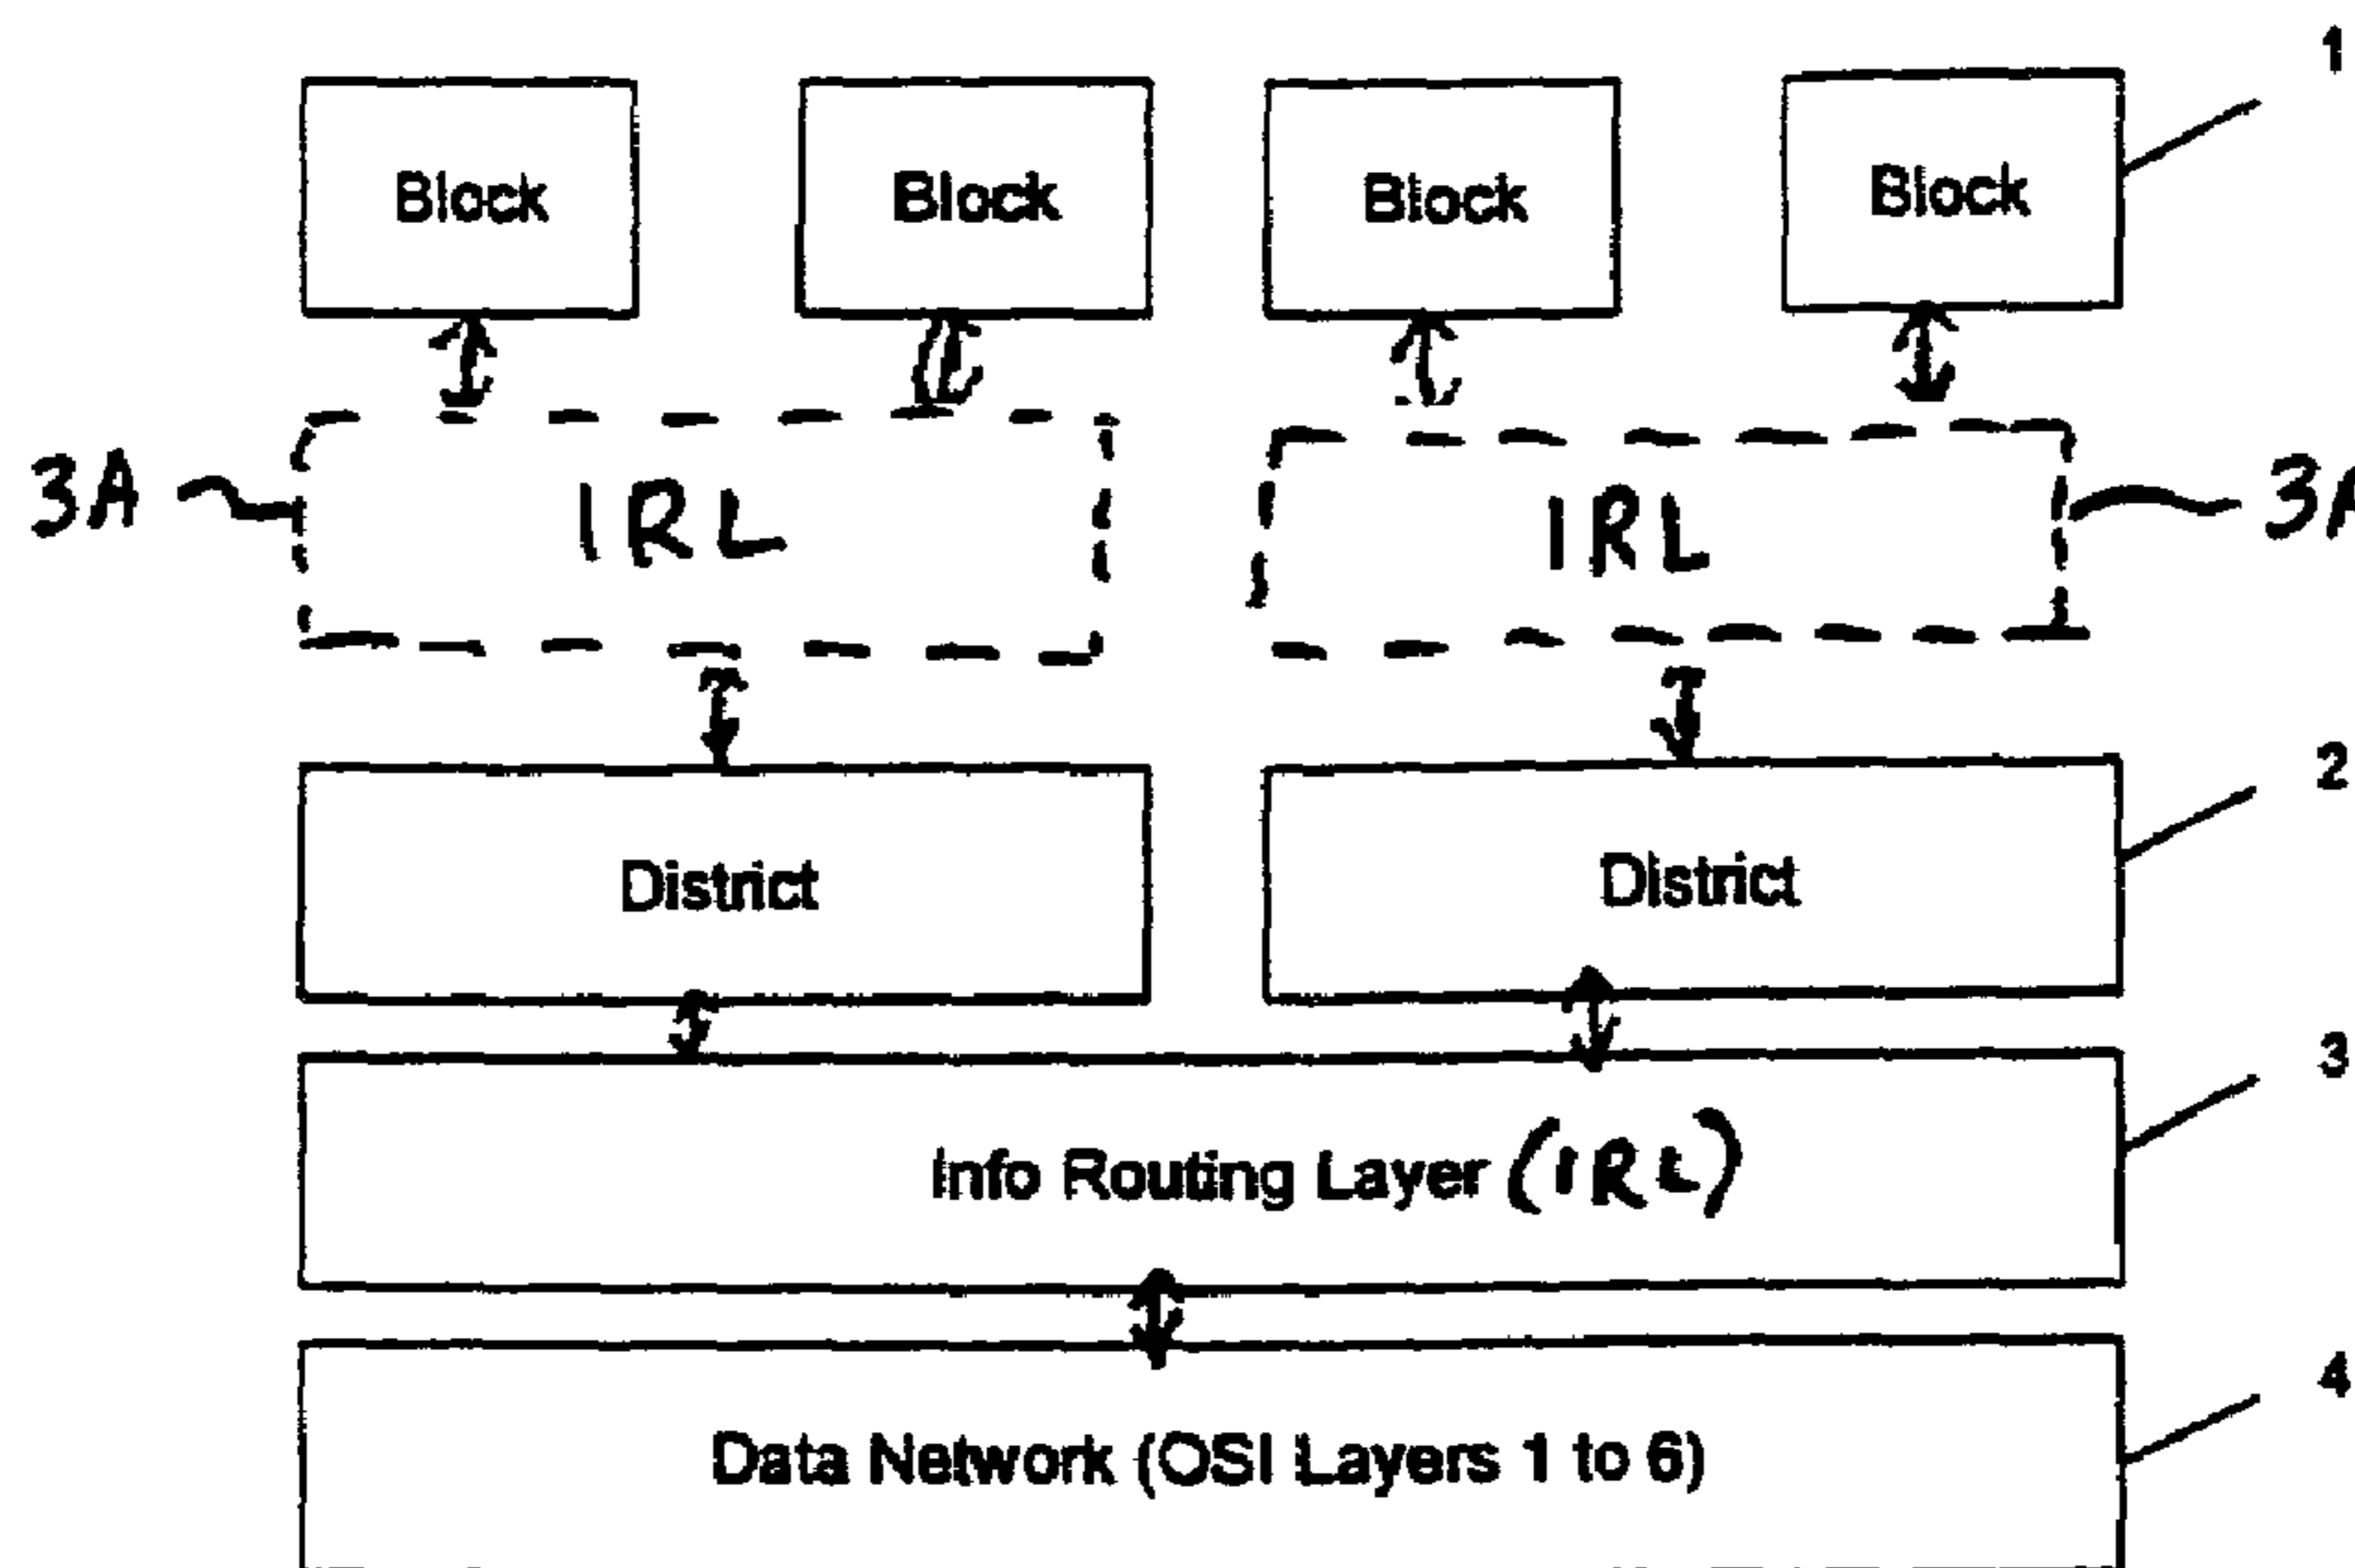 1
Block Block Block Block
3A IRL IRL 3A
2
District District
3
Info Routing Layer (IRL)
4
Data Network (OSI Layers 1 to 6)